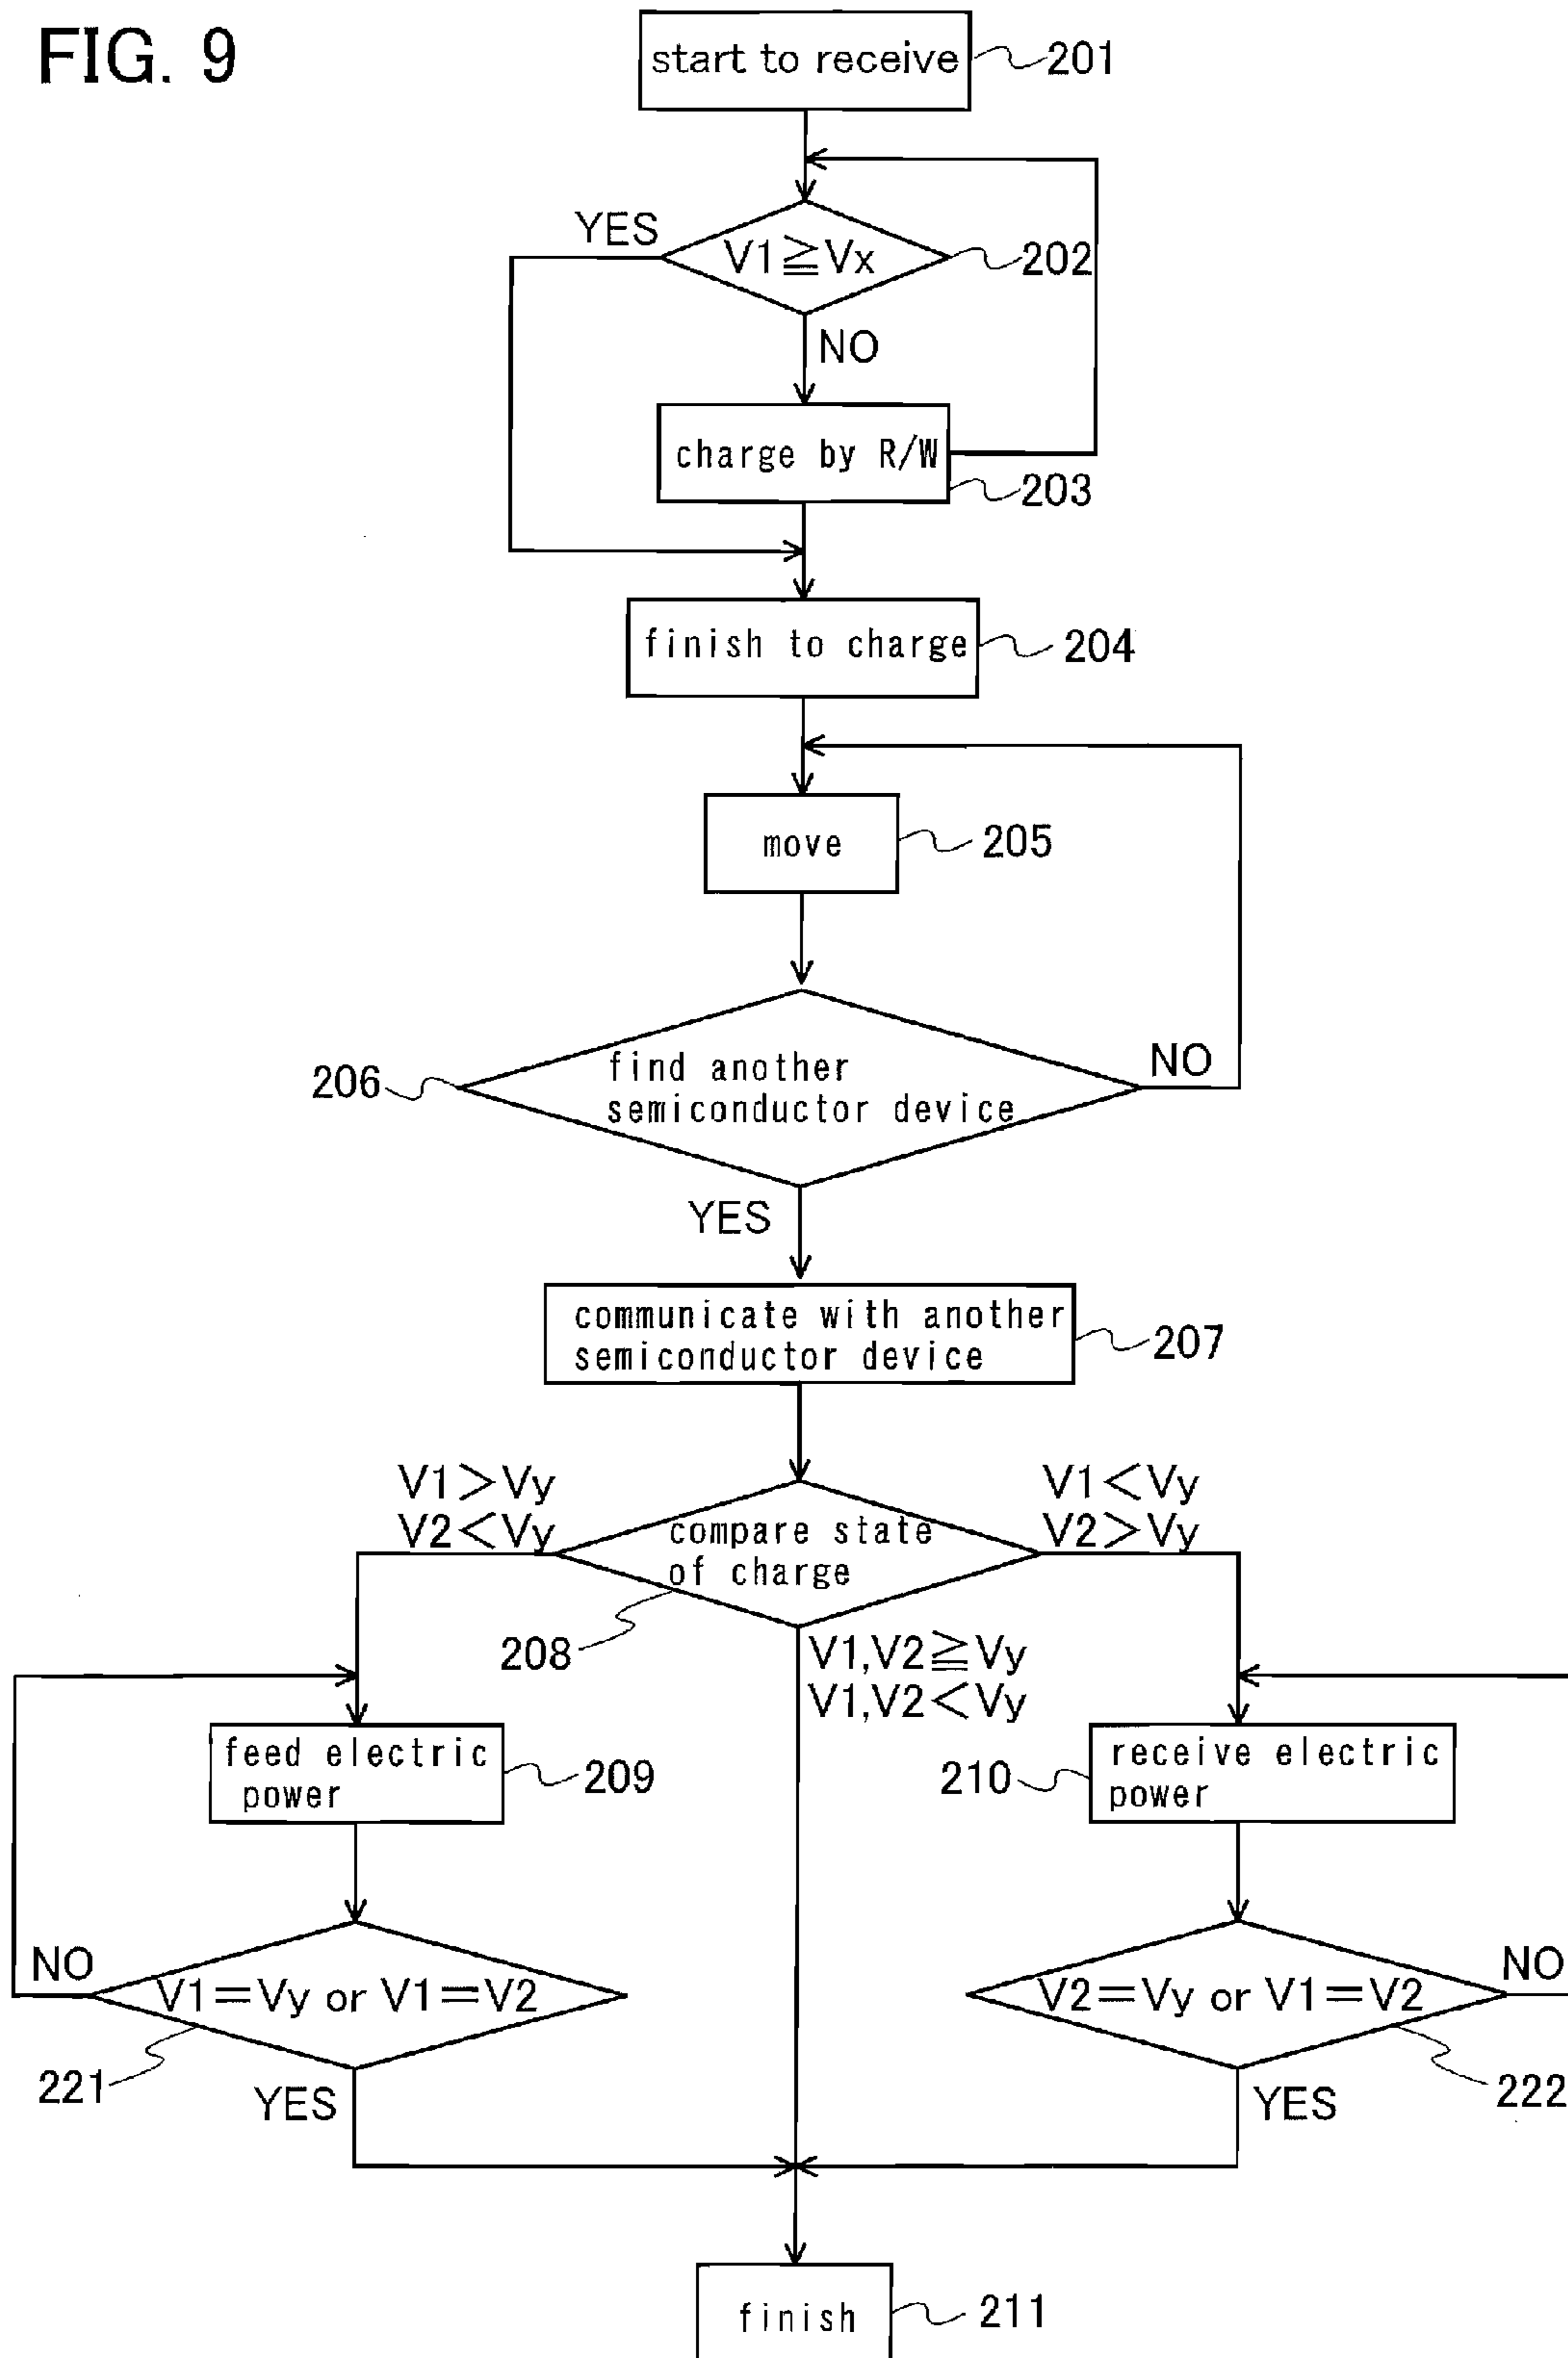 FIG. 9
start to receive
201
YES
V1≧Vx
202
NO
charge by R/W
203
finish to charge
204
move
205
206
find another
semiconductor device
NO
YES
communicate with another
semiconductor device
207
V1>Vy
V2<Vy
compare state
of charge
V1<Vy
V2>Vy
208
V1,V2≧Vy
V1,V2<Vy
feed electric
power
209
210
receive electric
power
NO
V1=Vy or V1=V2
221
YES
V2=Vy or V1=V2
NO
222
YES
finish
211